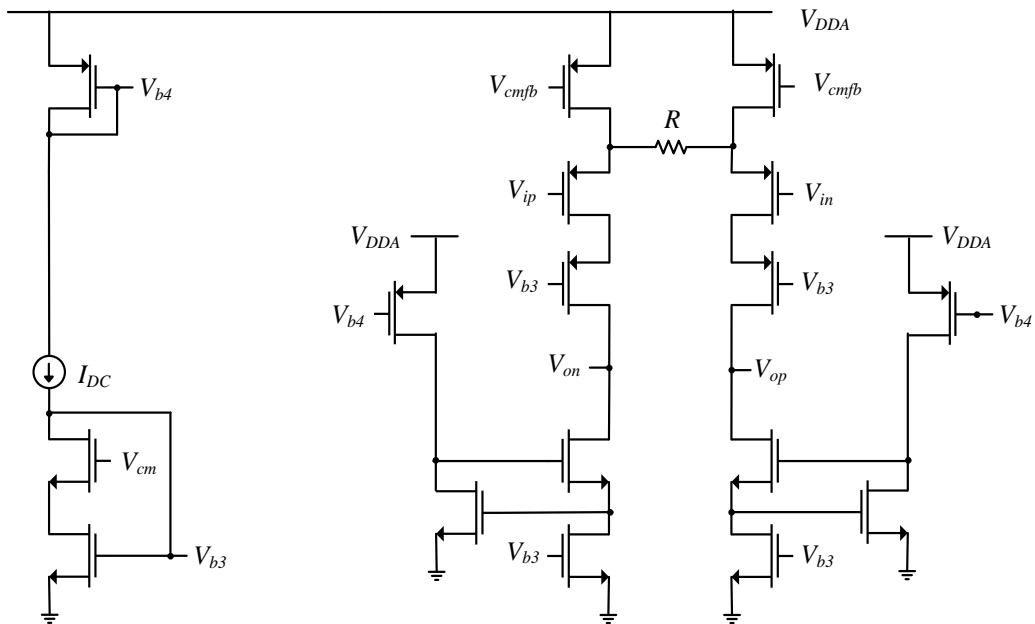 V_DDA
V_b4
V_cmfb
V_cmfb
R
V_ip
V_in
V_DDA
V_DDA
V_b3
V_b3
V_b4
V_b4
V_on
V_op
I_DC
V_cm
V_b3
V_b3
V_b3